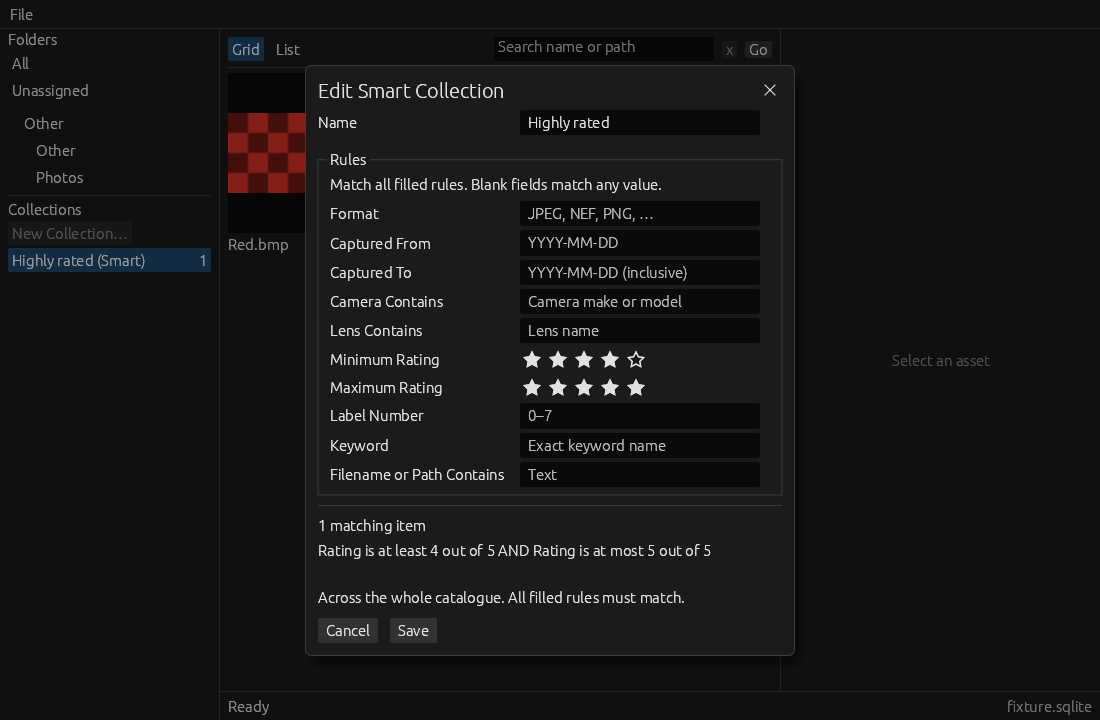 File
Folders
All
Unassigned
Other
Other
Photos
Collections
New Collection...
Highly rated (Smart) 1
Grid List Search name or path x Go
Red.bmp
Edit Smart Collection
Name Highly rated
Rules
Match all filled rules. Blank fields match any value.
Format JPEG, NEF, PNG, …
Captured From YYYY-MM-DD
Captured To YYYY-MM-DD (inclusive)
Camera Contains Camera make or model
Lens Contains Lens name
Minimum Rating
Maximum Rating
Label Number 0–7
Keyword Exact keyword name
Filename or Path Contains Text
1 matching item
Rating is at least 4 out of 5 AND Rating is at most 5 out of 5
Across the whole catalogue. All filled rules must match.
Cancel Save
Select an asset
Ready fixture.sqlite